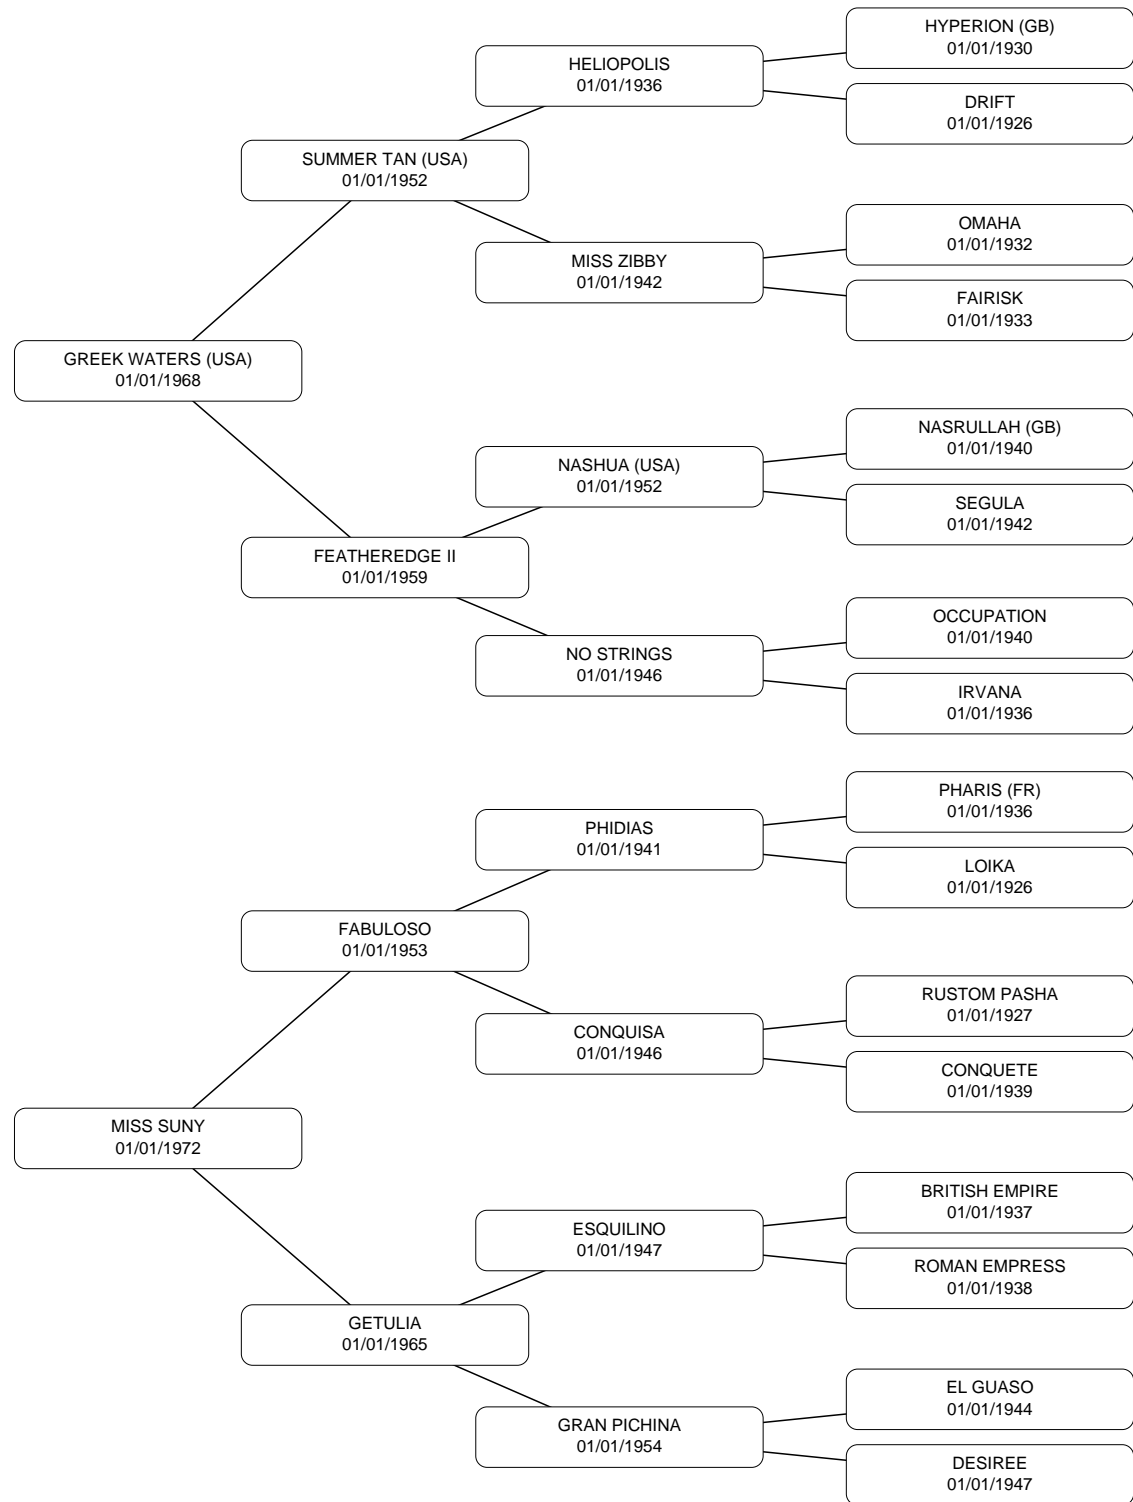 HYPERION (GB)
01/01/1930
HELIOPOLIS
01/01/1936
DRIFT
01/01/1926
SUMMER TAN (USA)
01/01/1952
OMAHA
01/01/1932
MISS ZIBBY
01/01/1942
FAIRISK
01/01/1933
GREEK WATERS (USA)
01/01/1968
NASRULLAH (GB)
01/01/1940
NASHUA (USA)
01/01/1952
SEGULA
01/01/1942
FEATHEREDGE II
01/01/1959
OCCUPATION
01/01/1940
NO STRINGS
01/01/1946
IRVANA
01/01/1936
PHARIS (FR)
01/01/1936
PHIDIAS
01/01/1941
LOIKA
01/01/1926
FABULOSO
01/01/1953
RUSTOM PASHA
01/01/1927
CONQUISA
01/01/1946
CONQUETE
01/01/1939
MISS SUNY
01/01/1972
BRITISH EMPIRE
01/01/1937
ESQUILINO
01/01/1947
ROMAN EMPRESS
01/01/1938
GETULIA
01/01/1965
EL GUASO
01/01/1944
GRAN PICHINA
01/01/1954
DESIREE
01/01/1947